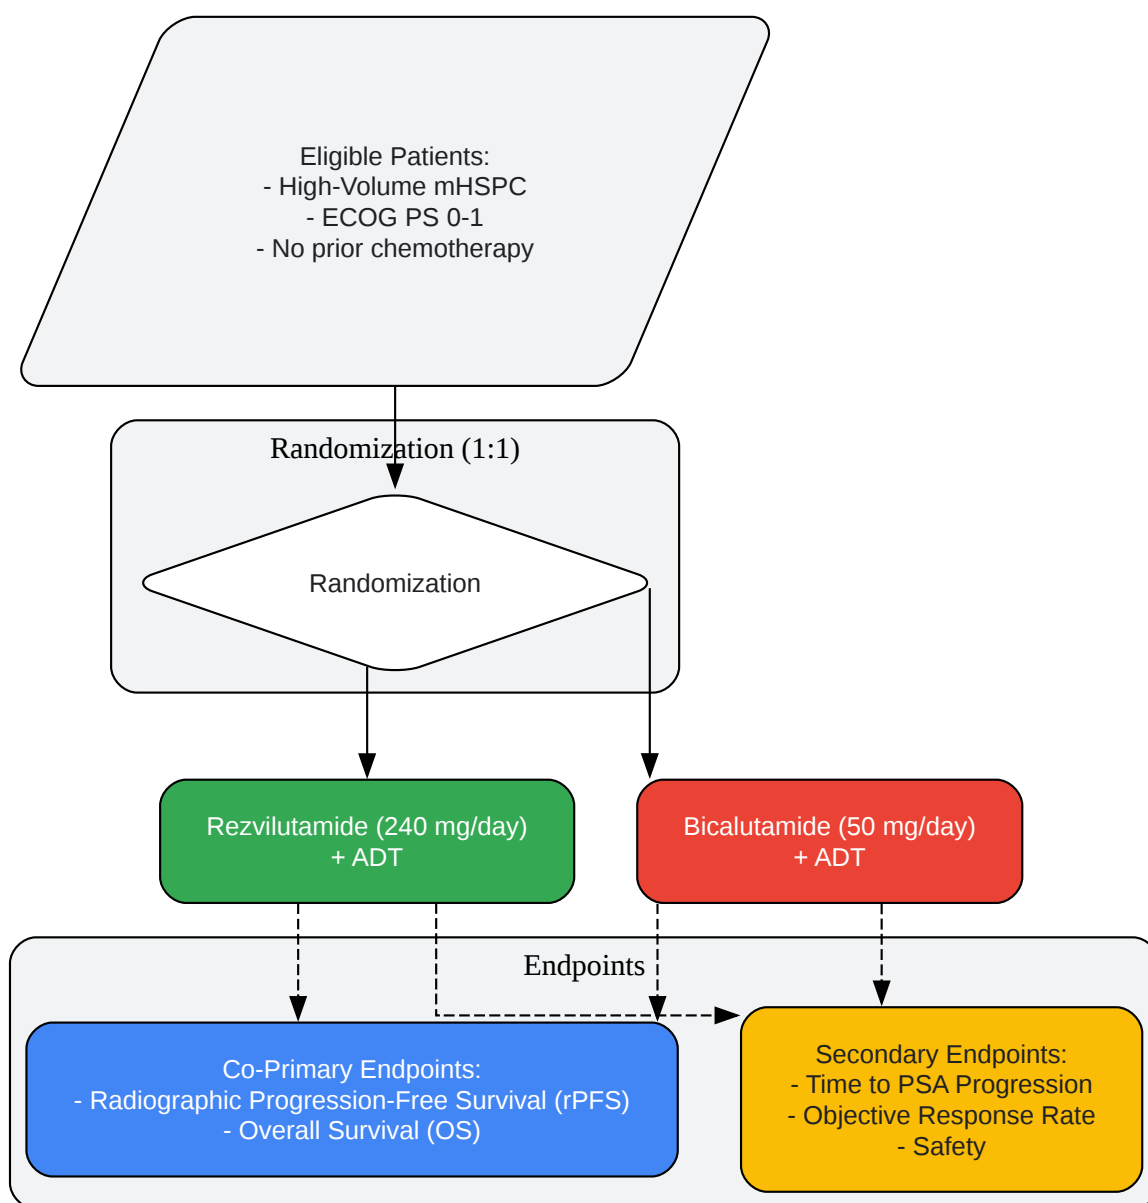 Eligible Patients:
- High-Volume mHSPC
- ECOG PS 0-1
- No prior chemotherapy
Randomization (1:1)
Randomization
Rezvilutamide (240 mg/day)
+ ADT
Bicalutamide (50 mg/day)
+ ADT
Endpoints
Co-Primary Endpoints:
- Radiographic Progression-Free Survival (rPFS)
- Overall Survival (OS)
Secondary Endpoints:
- Time to PSA Progression
- Objective Response Rate
- Safety